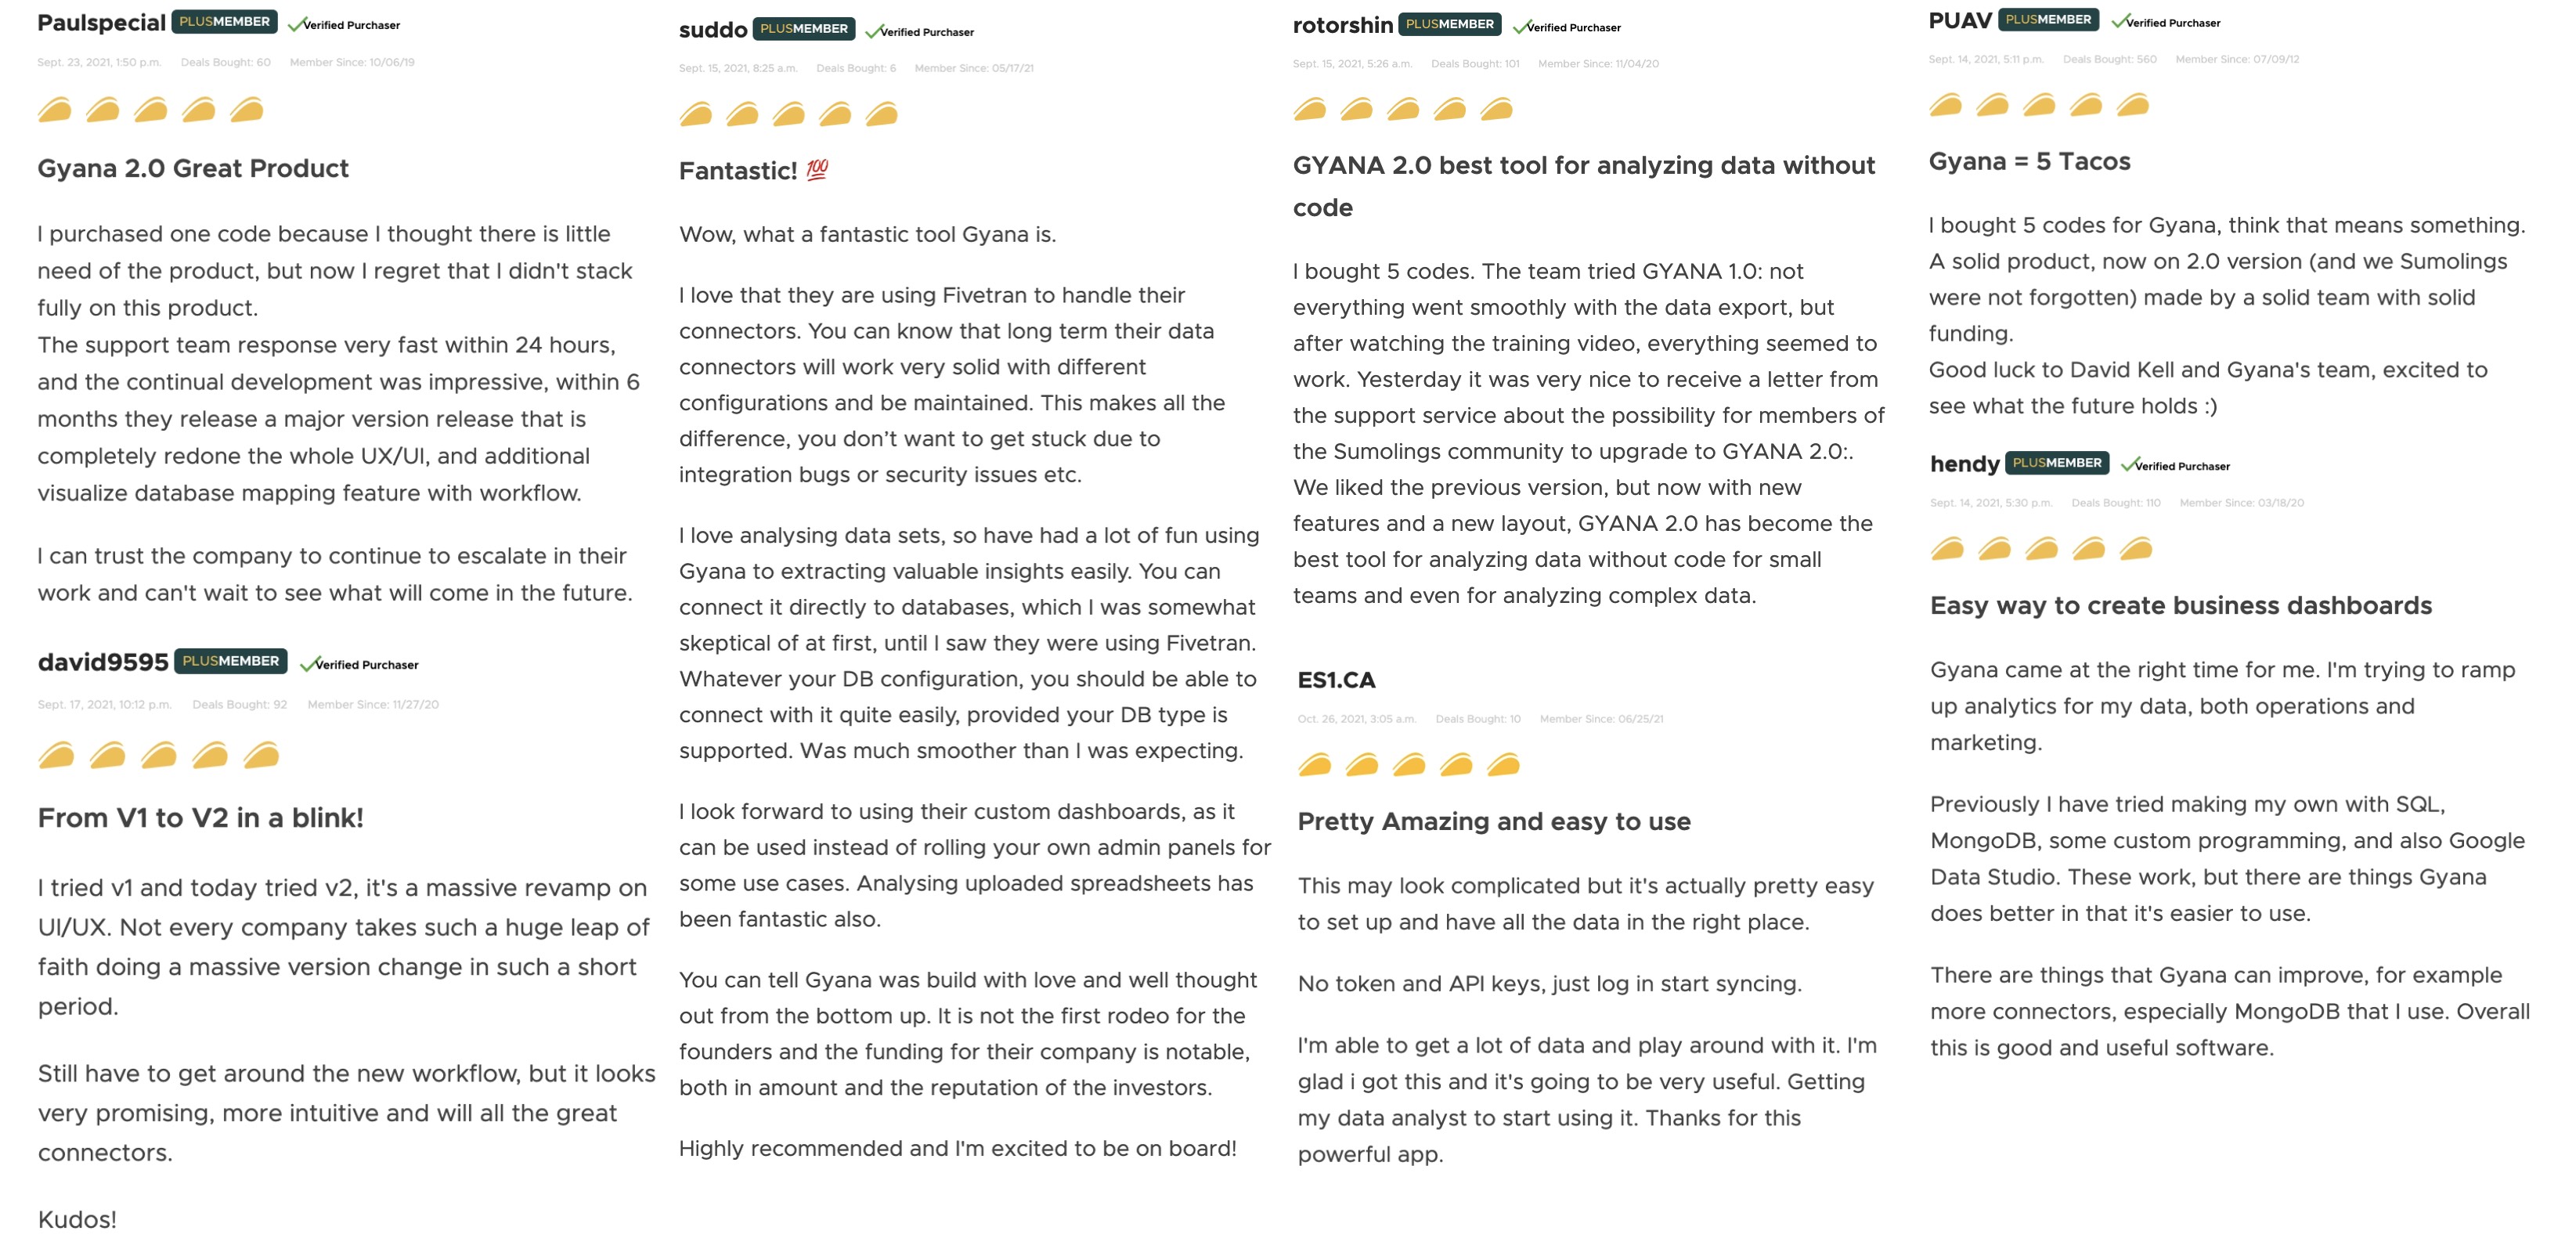 Paulspecial PLUSMEMBER Verified Purchaser
Sept. 23, 2021, 1:50 p.m. Deals Bought: 60 Member Since: 10/06/19
Gyana 2.0 Great Product
I purchased one code because I thought there is little
need of the product, but now I regret that I didn't stack
fully on this product.
The support team response very fast within 24 hours,
and the continual development was impressive, within 6
months they release a major version release that is
completely redone the whole UX/UI, and additional
visualize database mapping feature with workflow.
I can trust the company to continue to escalate in their
work and can't wait to see what will come in the future.
david9595 PLUSMEMBER Verified Purchaser
Sept. 17, 2021, 10:12 p.m. Deals Bought: 92 Member Since: 11/27/20
From V1 to V2 in a blink!
I tried v1 and today tried v2, it's a massive revamp on
UI/UX. Not every company takes such a huge leap of
faith doing a massive version change in such a short
period.
Still have to get around the new workflow, but it looks
very promising, more intuitive and will all the great
connectors.
Kudos!
suddo PLUSMEMBER Verified Purchaser
Sept. 15, 2021, 8:25 a.m. Deals Bought: 6 Member Since: 05/17/21
Fantastic! 💯
Wow, what a fantastic tool Gyana is.
I love that they are using Fivetran to handle their
connectors. You can know that long term their data
connectors will work very solid with different
configurations and be maintained. This makes all the
difference, you don’t want to get stuck due to
integration bugs or security issues etc.
I love analysing data sets, so have had a lot of fun using
Gyana to extracting valuable insights easily. You can
connect it directly to databases, which I was somewhat
skeptical of at first, until I saw they were using Fivetran.
Whatever your DB configuration, you should be able to
connect with it quite easily, provided your DB type is
supported. Was much smoother than I was expecting.
I look forward to using their custom dashboards, as it
can be used instead of rolling your own admin panels for
some use cases. Analysing uploaded spreadsheets has
been fantastic also.
You can tell Gyana was build with love and well thought
out from the bottom up. It is not the first rodeo for the
founders and the funding for their company is notable,
both in amount and the reputation of the investors.
Highly recommended and I'm excited to be on board!
rotorshin PLUSMEMBER Verified Purchaser
Sept. 15, 2021, 5:26 a.m. Deals Bought: 101 Member Since: 11/04/20
GYANA 2.0 best tool for analyzing data without
code
I bought 5 codes. The team tried GYANA 1.0: not
everything went smoothly with the data export, but
after watching the training video, everything seemed to
work. Yesterday it was very nice to receive a letter from
the support service about the possibility for members of
the Sumolings community to upgrade to GYANA 2.0:.
We liked the previous version, but now with new
features and a new layout, GYANA 2.0 has become the
best tool for analyzing data without code for small
teams and even for analyzing complex data.
ES1.CA
Oct. 26, 2021, 3:05 a.m. Deals Bought: 10 Member Since: 06/25/21
Pretty Amazing and easy to use
This may look complicated but it's actually pretty easy
to set up and have all the data in the right place.
No token and API keys, just log in start syncing.
I'm able to get a lot of data and play around with it. I'm
glad i got this and it's going to be very useful. Getting
my data analyst to start using it. Thanks for this
powerful app.
PUAV PLUSMEMBER Verified Purchaser
Sept. 14, 2021, 5:11 p.m. Deals Bought: 560 Member Since: 07/09/12
Gyana = 5 Tacos
I bought 5 codes for Gyana, think that means something.
A solid product, now on 2.0 version (and we Sumolings
were not forgotten) made by a solid team with solid
funding.
Good luck to David Kell and Gyana's team, excited to
see what the future holds :)
hendy PLUSMEMBER Verified Purchaser
Sept. 14, 2021, 5:30 p.m. Deals Bought: 110 Member Since: 03/18/20
Easy way to create business dashboards
Gyana came at the right time for me. I'm trying to ramp
up analytics for my data, both operations and
marketing.
Previously I have tried making my own with SQL,
MongoDB, some custom programming, and also Google
Data Studio. These work, but there are things Gyana
does better in that it's easier to use.
There are things that Gyana can improve, for example
more connectors, especially MongoDB that I use. Overall
this is good and useful software.